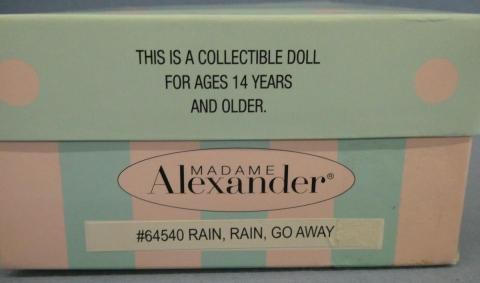 THIS IS A COLLECTIBLE DOLL
FOR AGES 14 YEARS
AND OLDER.
MADAME
Alexander®
#64540 RAIN, RAIN, GO AWAY